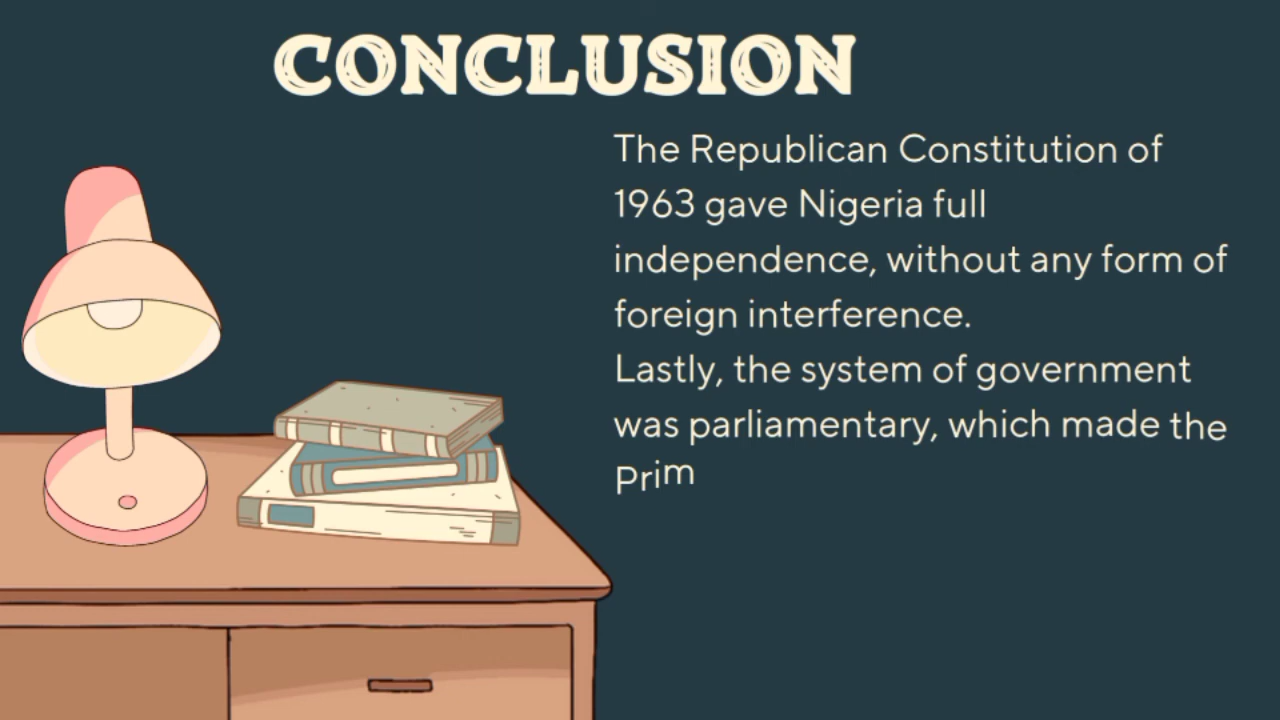 CONCLUSION
The Republican Constitution of
1963 gave Nigeria full
independence, without any form of
foreign interference.
Lastly, the system of government
was parliamentary, which made the
Prim